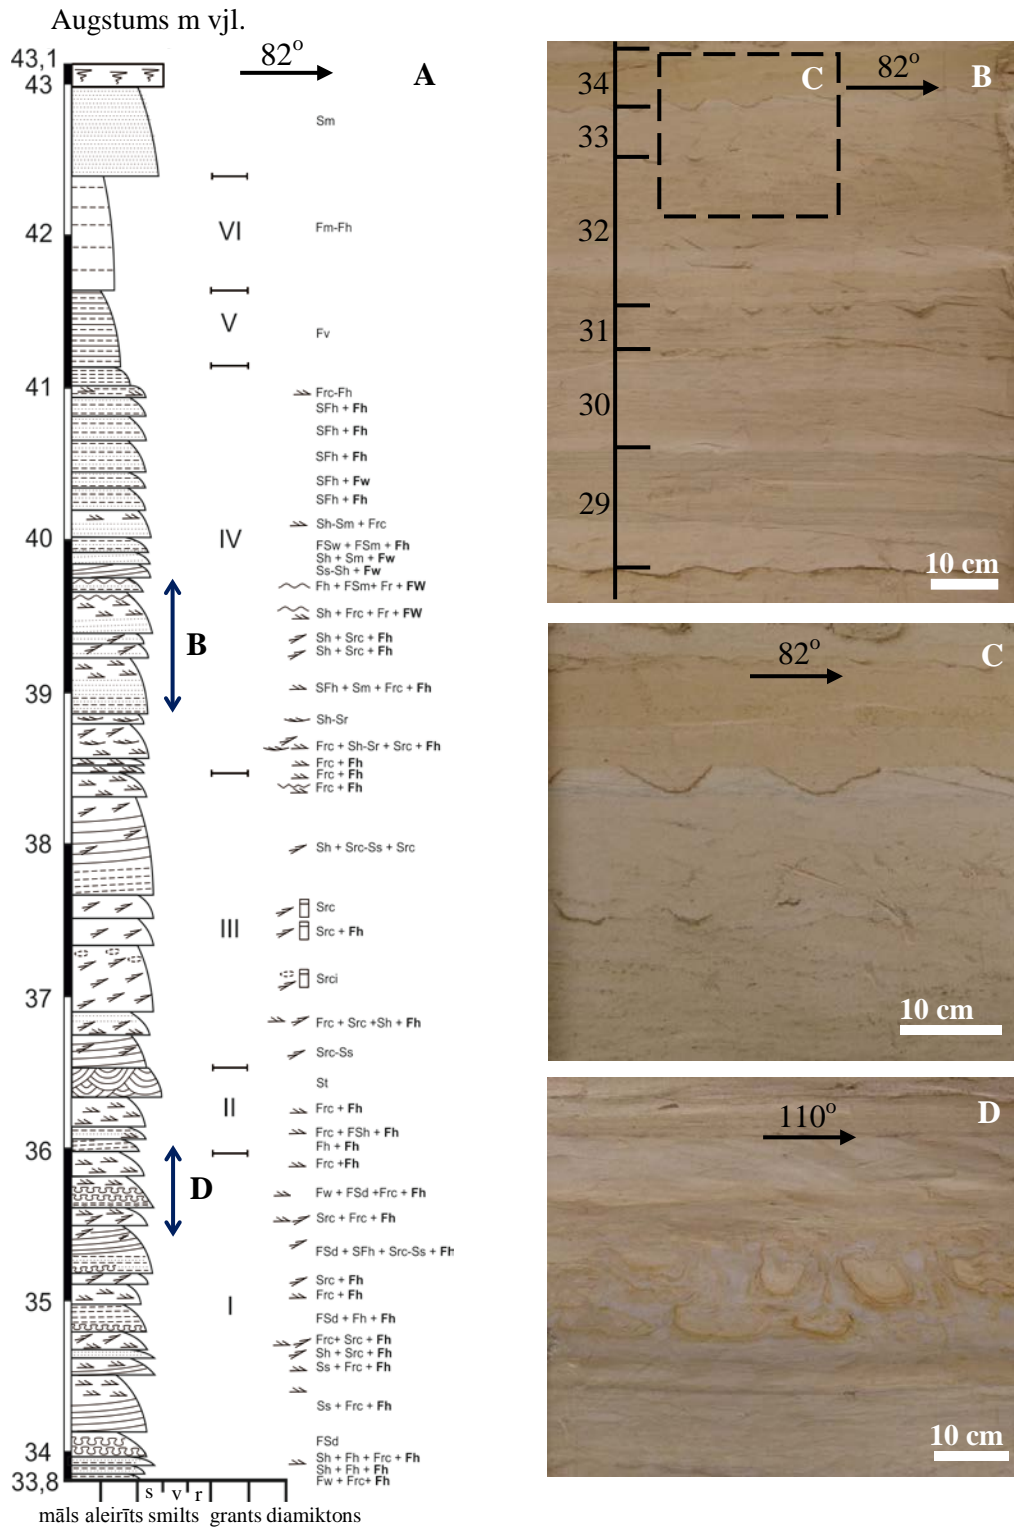 Augstums m vjl.
43,1
82°
A
43
Sm
42
VI
Fm-Fh
V
Fv
41
Frc-Fh
SFh + Fh
SFh + Fh
SFh + Fh
SFh + Fw
SFh + Fh
Sh-Sm + Frc
40
IV
FSw + FSm + Fh
Sh + Sm + Fw
Ss-Sh + Fw
Fh + FSm+ Fr + FW
Sh + Frc + Fr + FW
B
Sh + Src + Fh
Sh + Src + Fh
39
SFh + Sm + Frc + Fh
Sh-Sr
Frc + Sh-Sr + Src + Fh
Frc + Fh
Frc + Fh
Frc + Fh
38
Sh + Src-Ss + Src
Src
III
Src + Fh
Srci
37
Frc + Src +Sh + Fh
Src-Ss
St
II
Frc + Fh
Frc + FSh + Fh
36
Fh + Fh
Frc +Fh
D
Fw + FSd +Frc + Fh
Src + Frc + Fh
FSd + SFh + Src-Ss + Fh
Src + Fh
Frc + Fh
35
I
FSd + Fh + Fh
Frc+ Src + Fh
Sh + Src + Fh
Ss + Frc + Fh
Ss + Frc + Fh
FSd
34
Sh + Fh + Frc + Fh
Sh + Fh + Fh
33,8
Fw + Frc+ Fh
s v r
māls aleirīts smilts grants diamiktons
34
C
82°
B
33
32
31
30
29
10 cm
82°
C
10 cm
110°
D
10 cm